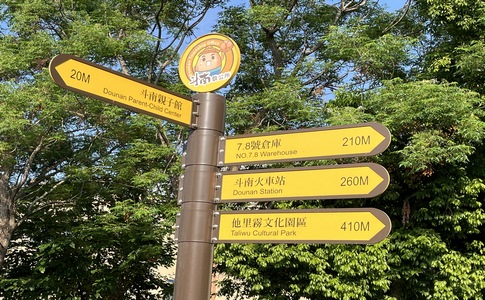 20M
斗南親子館
Dounan Parent-Child Center
7.8號倉庫
NO.7.8 Warehouse
210M
斗南火車站
Dounan Station
260M
他里霧文化園區
Taliwu Cultural Park
410M